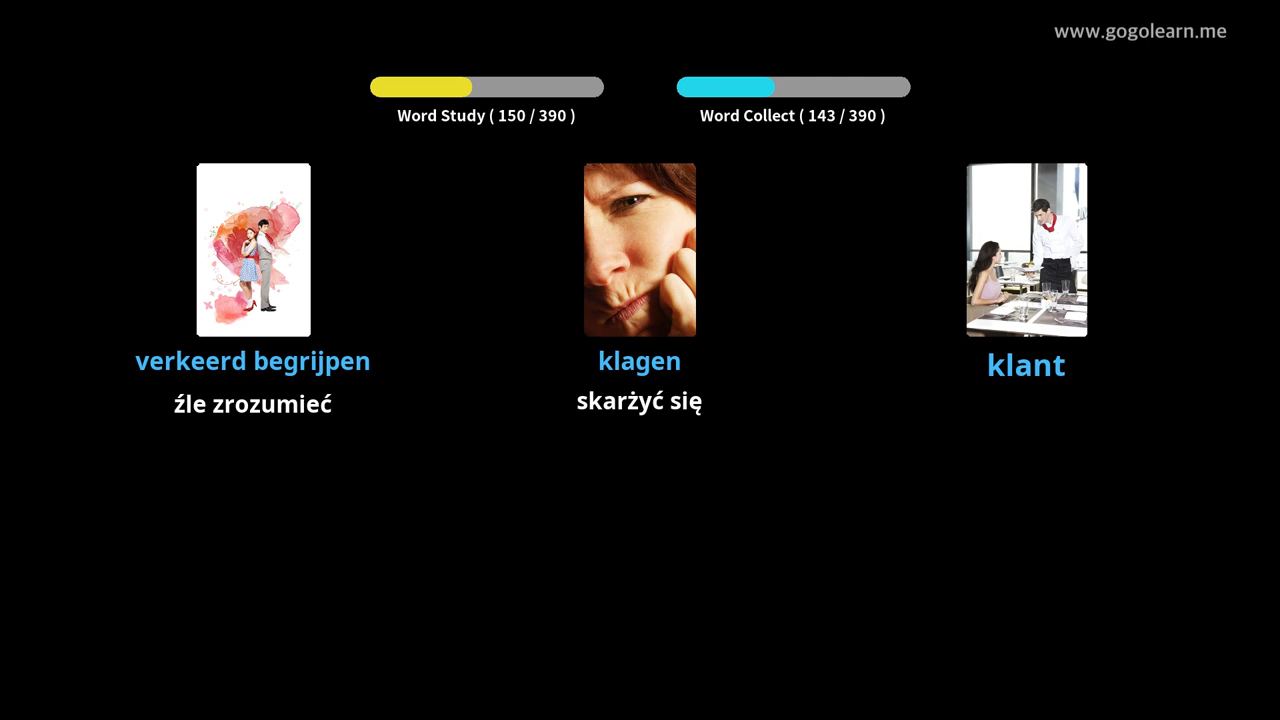 www.gogolearn.me
Word Study ( 150 / 390 )
Word Collect ( 143 / 390 )
verkeerd begrijpen
źle zrozumieć
klagen
skarżyć się
klant